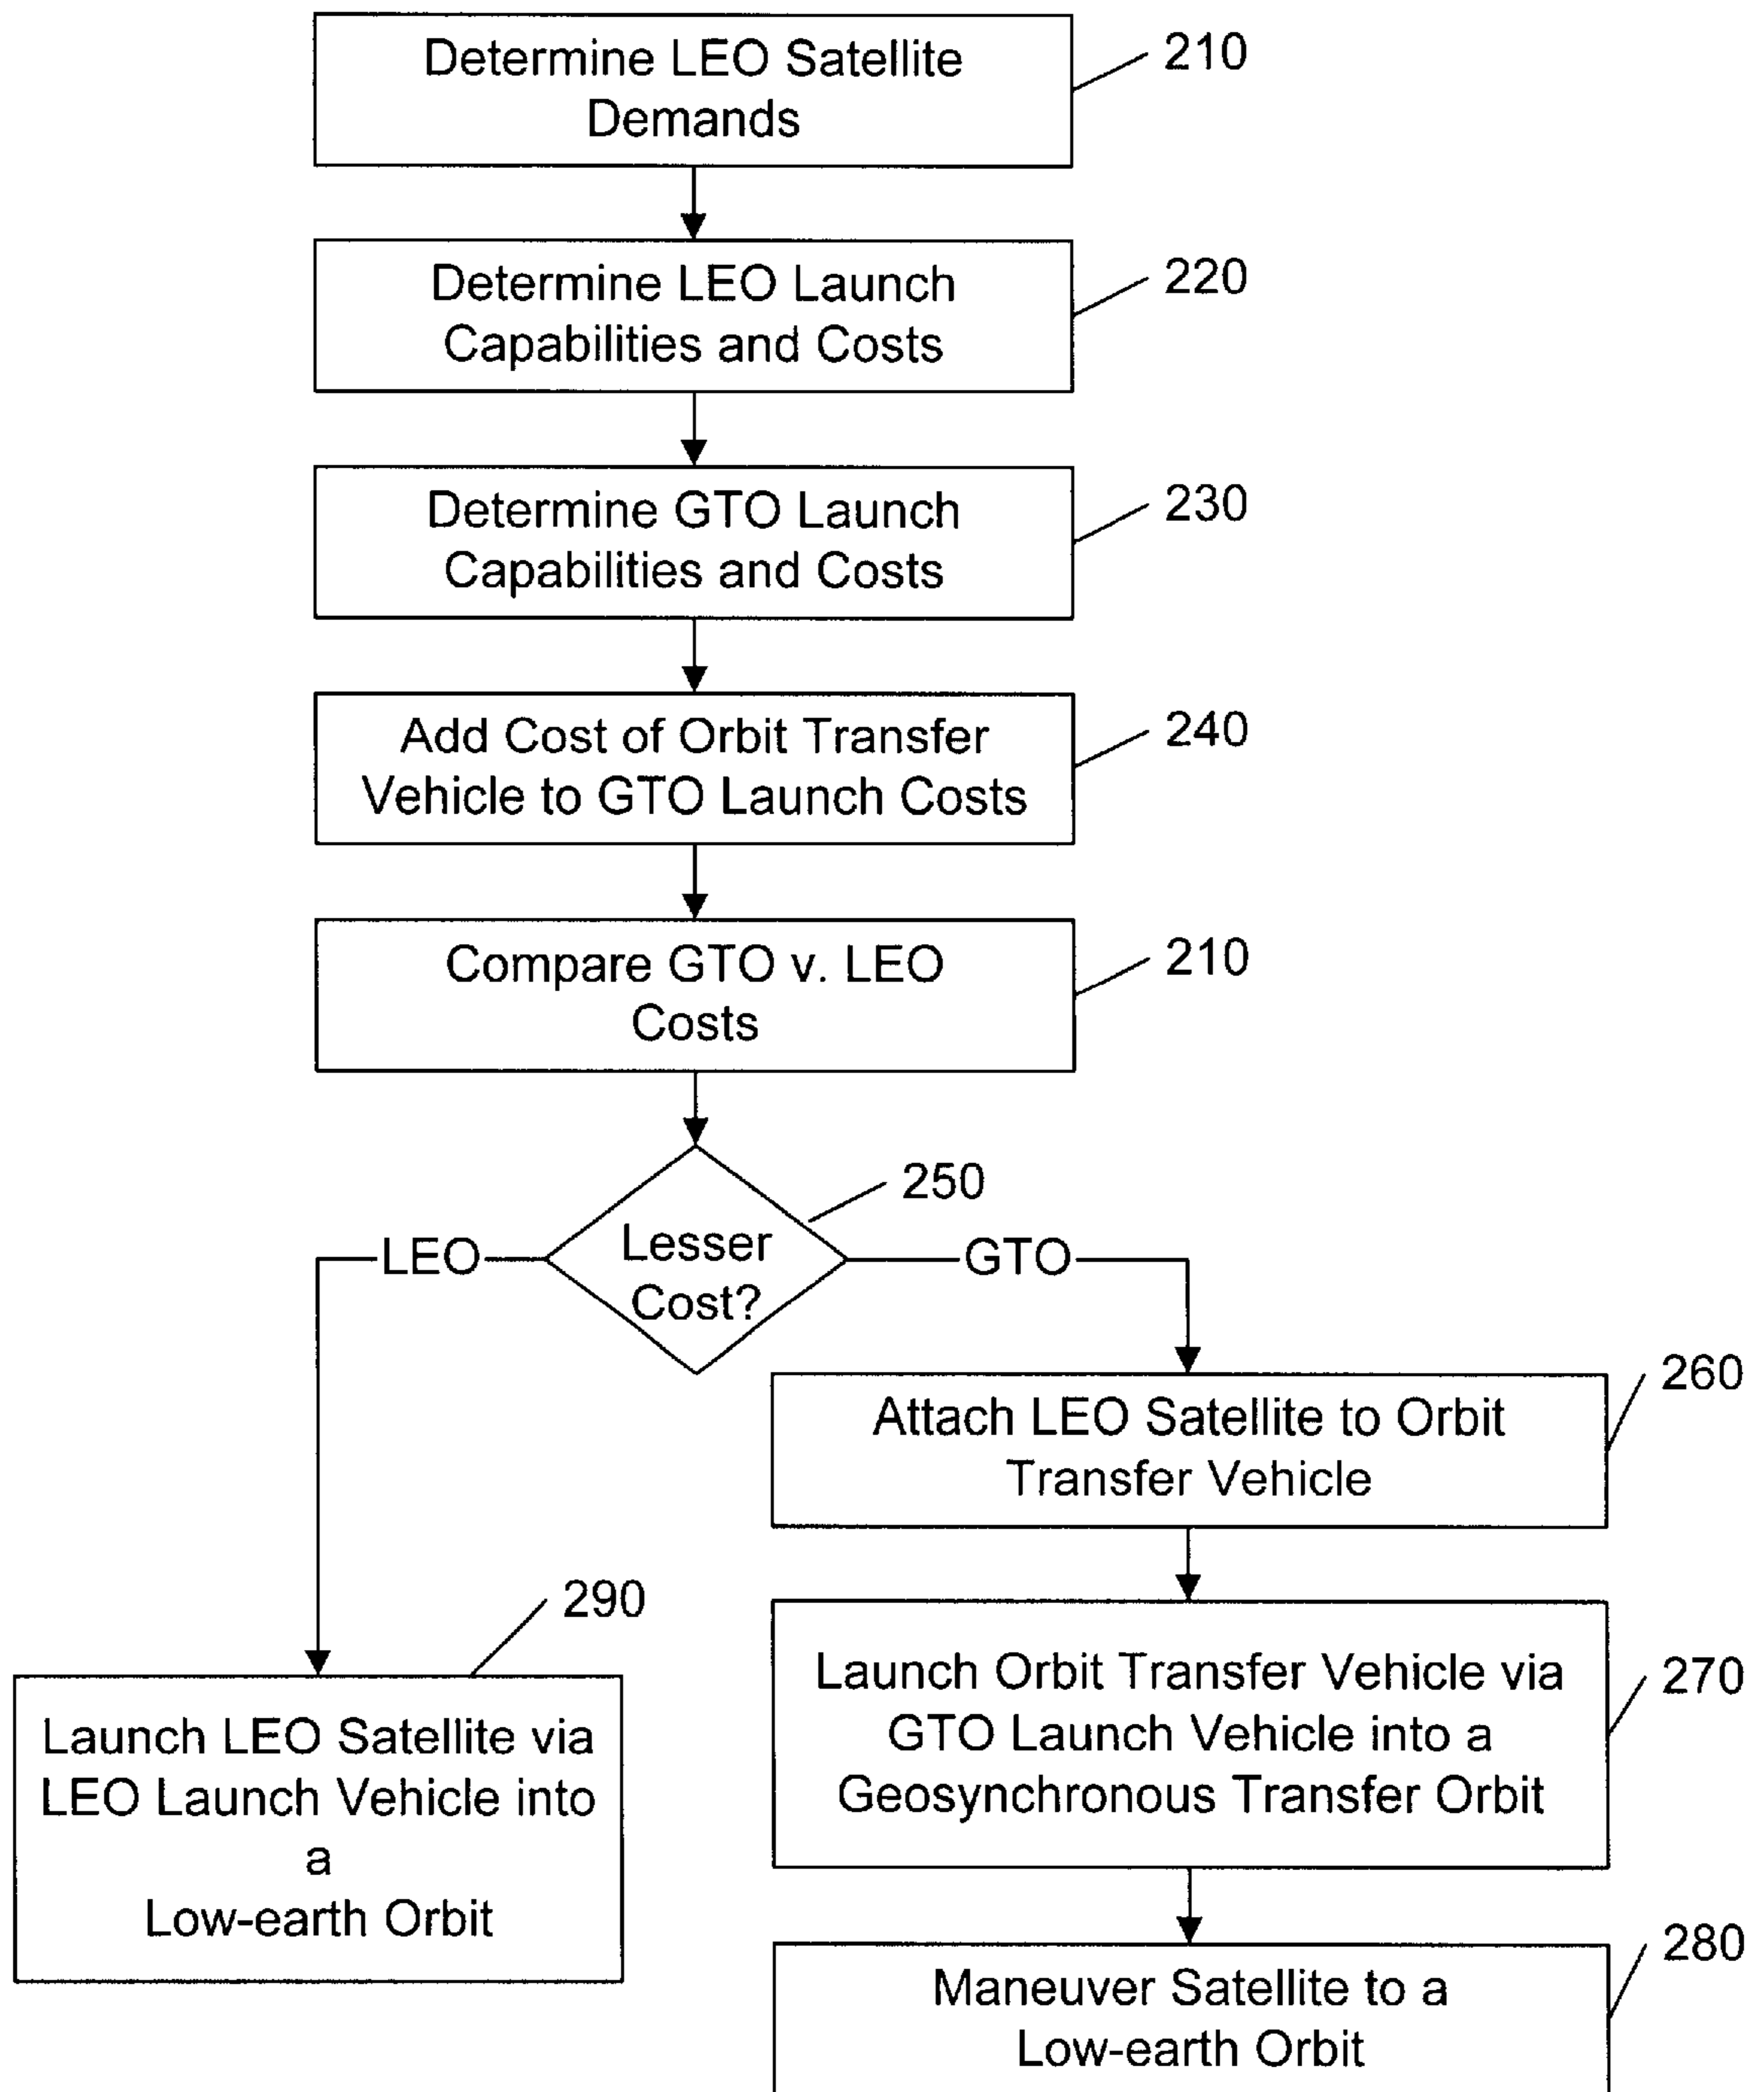 Determine LEO Satellite
Demands
210
Determine LEO Launch
Capabilities and Costs
220
Determine GTO Launch
Capabilities and Costs
230
Add Cost of Orbit Transfer
Vehicle to GTO Launch Costs
240
Compare GTO v. LEO
Costs
210
250
LEO
Lesser
Cost?
GTO
260
Attach LEO Satellite to Orbit
Transfer Vehicle
290
Launch LEO Satellite via
LEO Launch Vehicle into
a
Low-earth Orbit
270
Launch Orbit Transfer Vehicle via
GTO Launch Vehicle into a
Geosynchronous Transfer Orbit
280
Maneuver Satellite to a
Low-earth Orbit